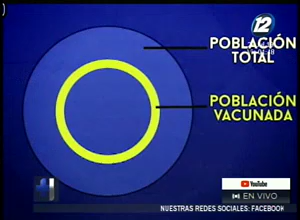 12
POBLACIÓN
TOTAL
POBLACIÓN
VACUNADA
YouTube
EN VIVO
NUESTRAS REDES SOCIALES: FACEBOOK